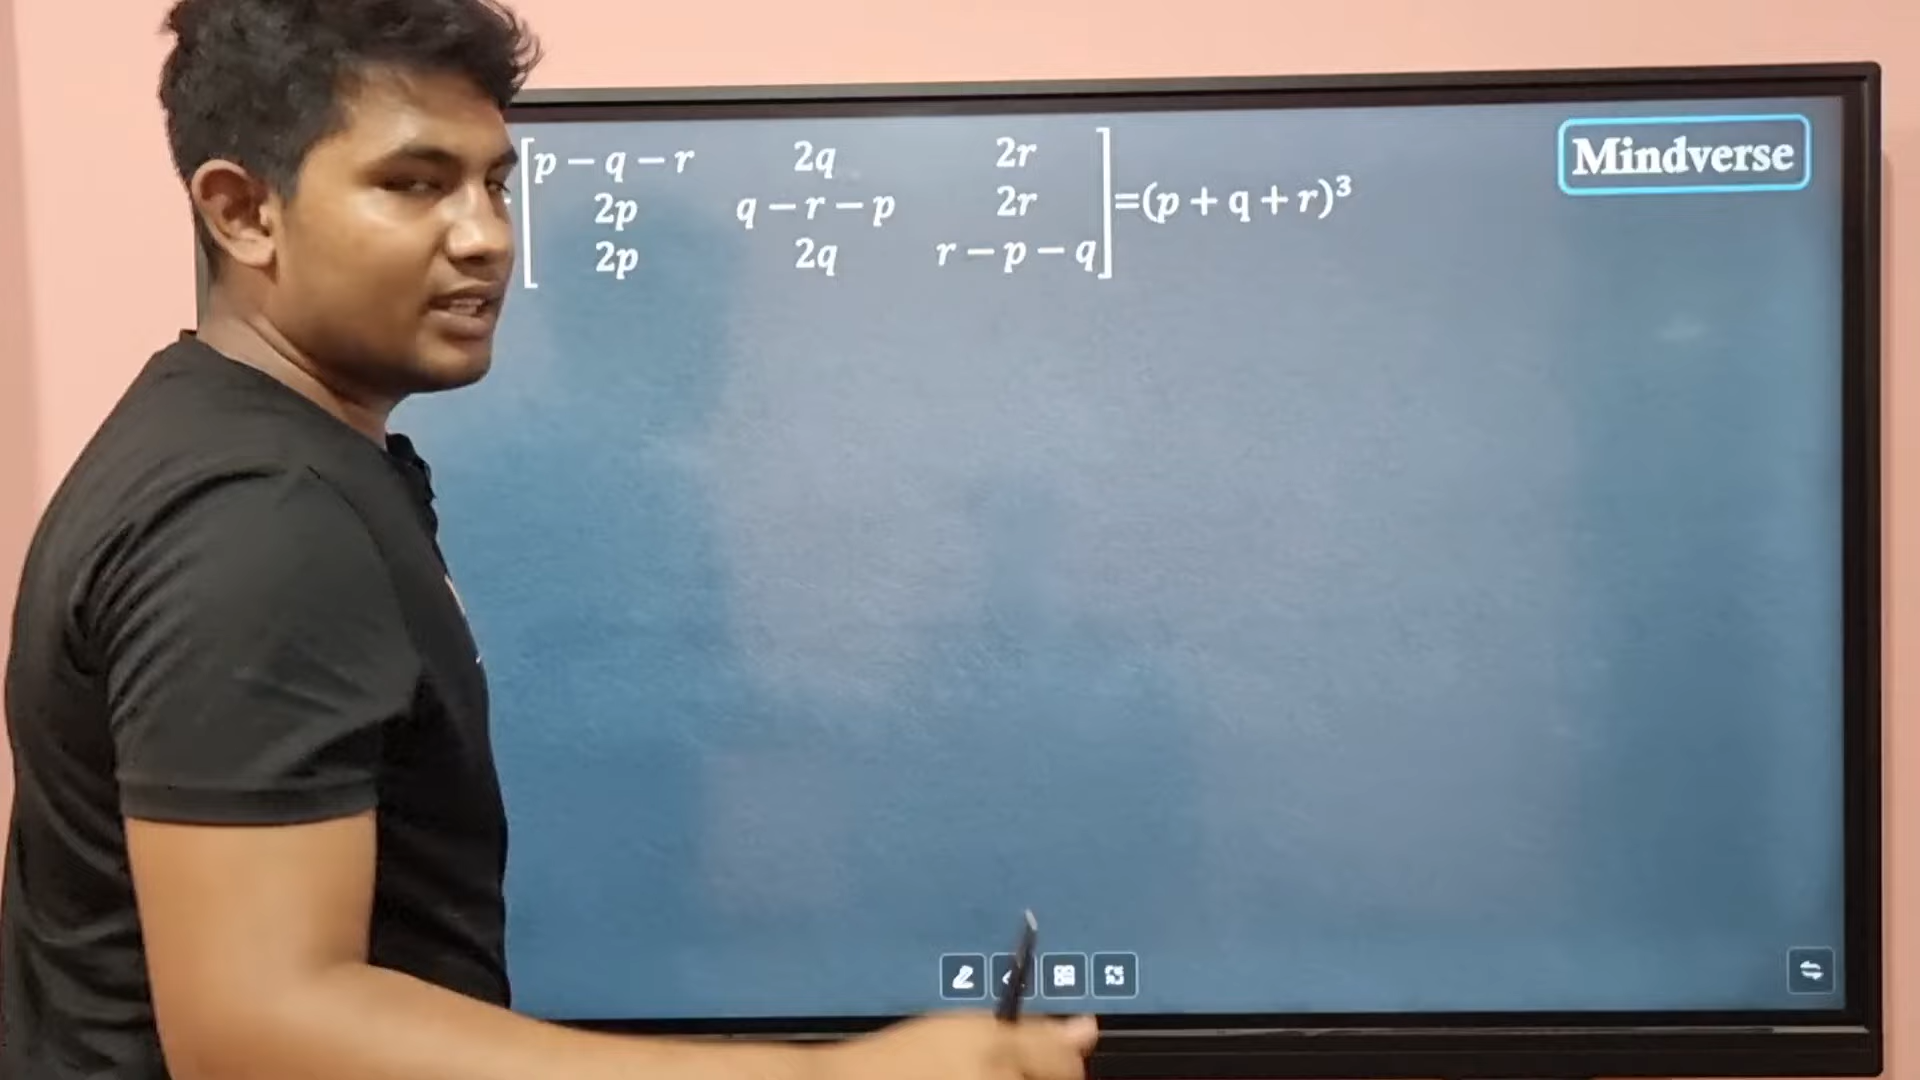 [p − q − r 2q 2r
2p q − r − p 2r
2p 2q r − p − q] =(p + q + r)³
Mindverse